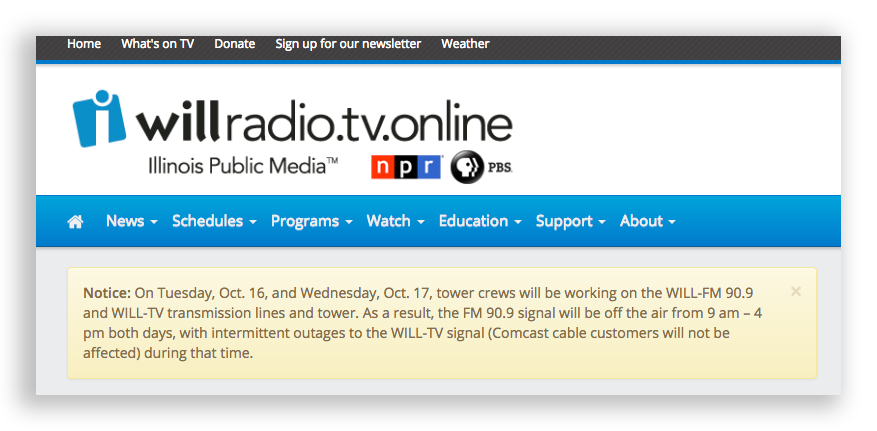 Home What's on TV Donate Sign up for our newsletter Weather
i willradio.tv.online
Illinois Public Media™ npr® PBS.
News Schedules Programs Watch Education Support About
Notice: On Tuesday, Oct. 16, and Wednesday, Oct. 17, tower crews will be working on the WILL-FM 90.9 ×
and WILL-TV transmission lines and tower. As a result, the FM 90.9 signal will be off the air from 9 am – 4
pm both days, with intermittent outages to the WILL-TV signal (Comcast cable customers will not be
affected) during that time.